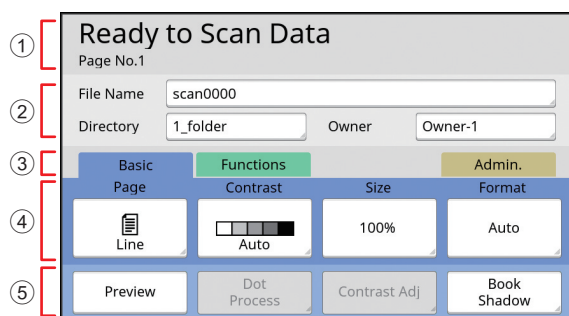 ① Ready to Scan Data
Page No.1
② File Name scan0000
Directory 1_folder Owner Owner-1
③ Basic Functions Admin.
Page Contrast Size Format
④ Line Auto 100% Auto
⑤ Preview Dot Process Contrast Adj Book Shadow